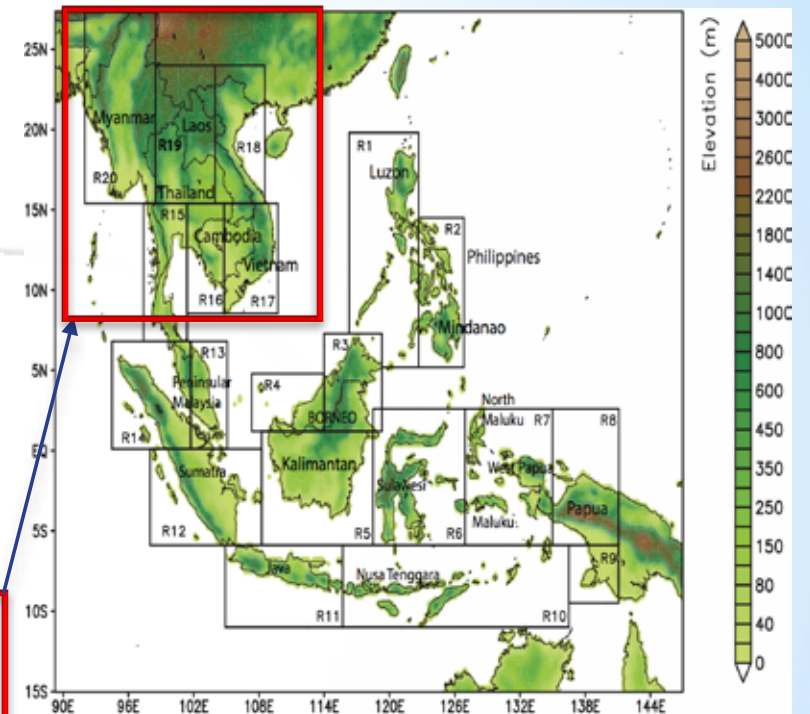 25N
20N
15N
10N
5N
EQ
5S
10S
15S
90E
96E
102E
108E
114E
120E
126E
132E
138E
144E
Myanmar
Laos
R19
R18
R20
Thailand
R15
Cambodia
Vietnam
R16
R17
R1
Luzon
R2
Philippines
Mindanao
R3
R13
R4
Peninsular
Malaysia
BORNEO
R14
North
Maluku
R7
R8
Sumatra
Kalimantan
Sulawesi
West Papua
Papua
R12
R5
R6
Maluku
R9
Java
Nusa Tenggara
R11
R10
Elevation (m)
4000
3000
2200
1800
1400
800
600
450
350
250
150
80
40
0